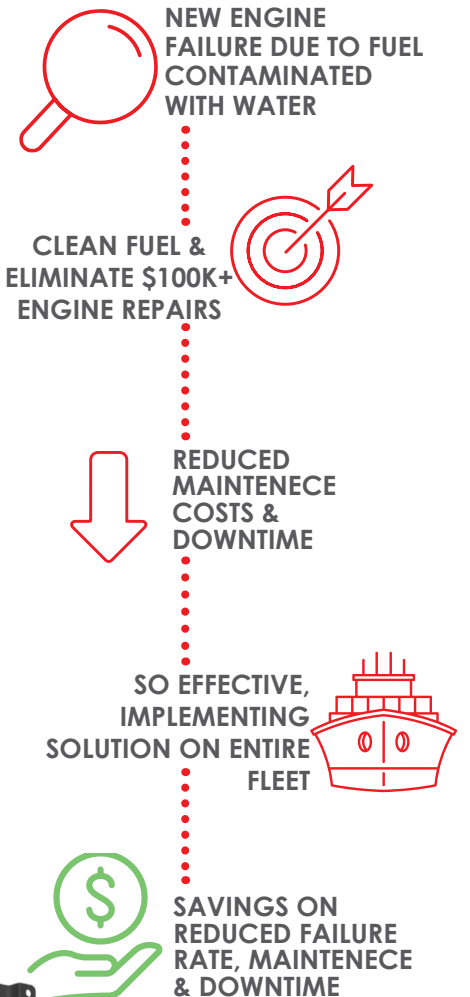 NEW ENGINE
FAILURE DUE TO FUEL
CONTAMINATED
WITH WATER
CLEAN FUEL &
ELIMINATE $100K+
ENGINE REPAIRS
REDUCED
MAINTENECE
COSTS &
DOWNTIME
SO EFFECTIVE,
IMPLEMENTING
SOLUTION ON ENTIRE
FLEET
$
SAVINGS ON
REDUCED FAILURE
RATE, MAINTENECE
& DOWNTIME